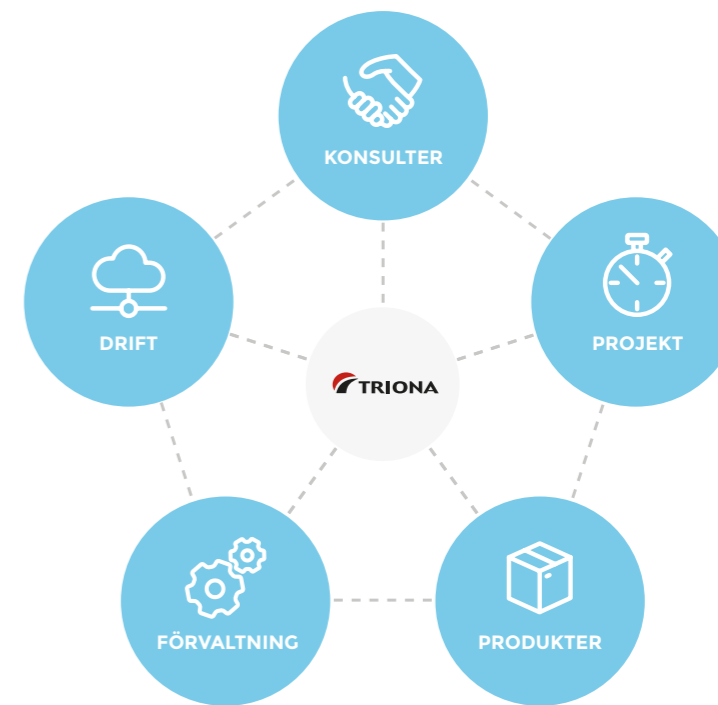 KONSULTER
DRIFT
PROJEKT
TRIONA
FÖRVALTNING
PRODUKTER